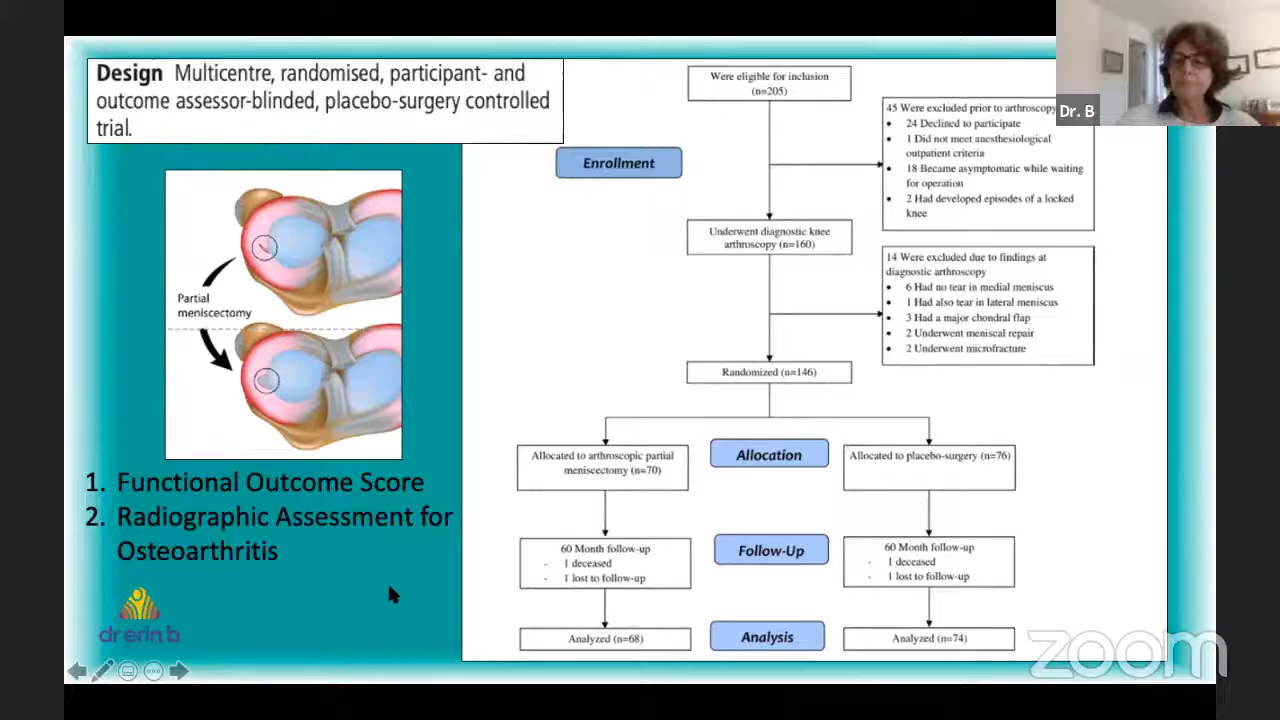 Design Multicentre, randomised, participant- and
outcome assessor-blinded, placebo-surgery controlled
trial.
Partial
meniscectomy
1. Functional Outcome Score
2. Radiographic Assessment for
Osteoarthritis
dr erin b
Were eligible for inclusion
(n=205)
Enrollment
45 Were excluded prior to arthroscopy
• 24 Declined to participate
• 1 Did not meet anesthesiological
outpatient criteria
• 18 Became asymptomatic while waiting
for operation
• 2 Had developed episodes of a locked
knee
Underwent diagnostic knee
arthroscopy (n=160)
14 Were excluded due to findings at
diagnostic arthroscopy
• 6 Had no tear in medial meniscus
• 1 Had also tear in lateral meniscus
• 3 Had a major chondral flap
• 2 Underwent meniscal repair
• 2 Underwent microfracture
Randomized (n=146)
Allocated to arthroscopic partial
meniscectomy (n=70)
Allocation
Allocated to placebo-surgery (n=76)
60 Month follow-up
- 1 deceased
- 1 lost to follow-up
Follow-Up
60 Month follow-up
- 1 deceased
- 1 lost to follow-up
Analyzed (n=68)
Analysis
Analyzed (n=74)
Dr. B
zoom